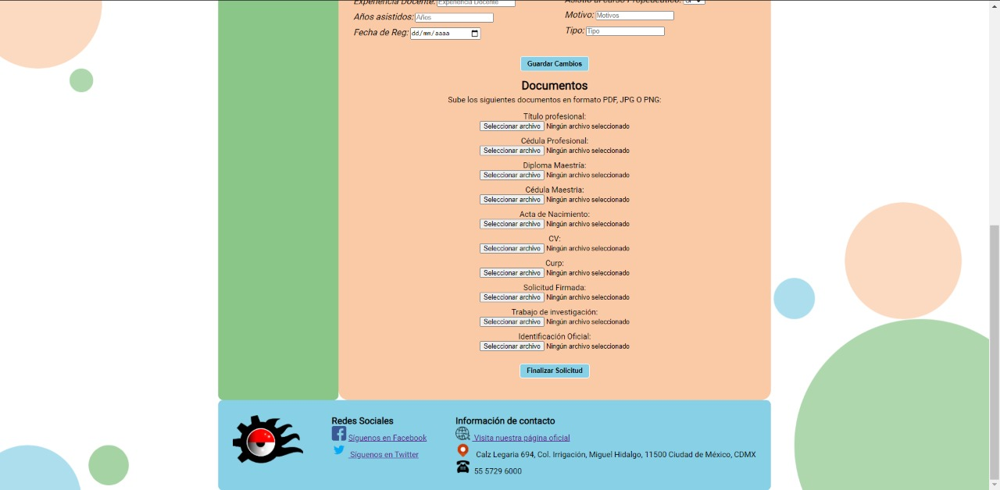 Experiencia Docente: Experiencia Docente
Asistió al curso Propedéutico:
Años asistidos: Años
Motivo: Motivos
Fecha de Reg: dd/mm/aaaa
Tipo: Tipo
Guardar Cambios
Documentos
Sube los siguientes documentos en formato PDF, JPG O PNG:
Título profesional:
Seleccionar archivo Ningún archivo seleccionado
Cédula Profesional:
Seleccionar archivo Ningún archivo seleccionado
Diploma Maestría:
Seleccionar archivo Ningún archivo seleccionado
Cédula Maestria:
Seleccionar archivo Ningún archivo seleccionado
Acta de Nacimiento:
Seleccionar archivo Ningún archivo seleccionado
CV:
Seleccionar archivo Ningún archivo seleccionado
Curp:
Seleccionar archivo Ningún archivo seleccionado
Solicitud Firmada:
Seleccionar archivo Ningún archivo seleccionado
Trabajo de investigación:
Seleccionar archivo Ningún archivo seleccionado
Identificación Oficial:
Seleccionar archivo Ningún archivo seleccionado
Finalizar Solicitud
Redes Sociales
Síguenos en Facebook
Síguenos en Twitter
Información de contacto
Visita nuestra página oficial
Calz Legaria 694, Col. Irrigación, Miguel Hidalgo, 11500 Ciudad de México, CDMX
55 5729 6000